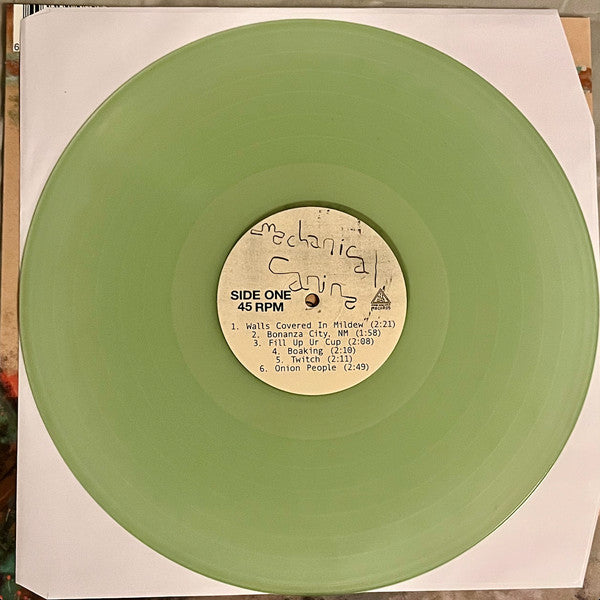 Mechanical
Canine
SIDE ONE
45 RPM
RECORDS
1. Walls Covered In Mildew (2:21)
2. Bonanza City, NM (1:58)
3. Fill Up Ur Cup (2:08)
4. Boaking (2:10)
5. Twitch (2:11)
6. Onion People (2:49)
6